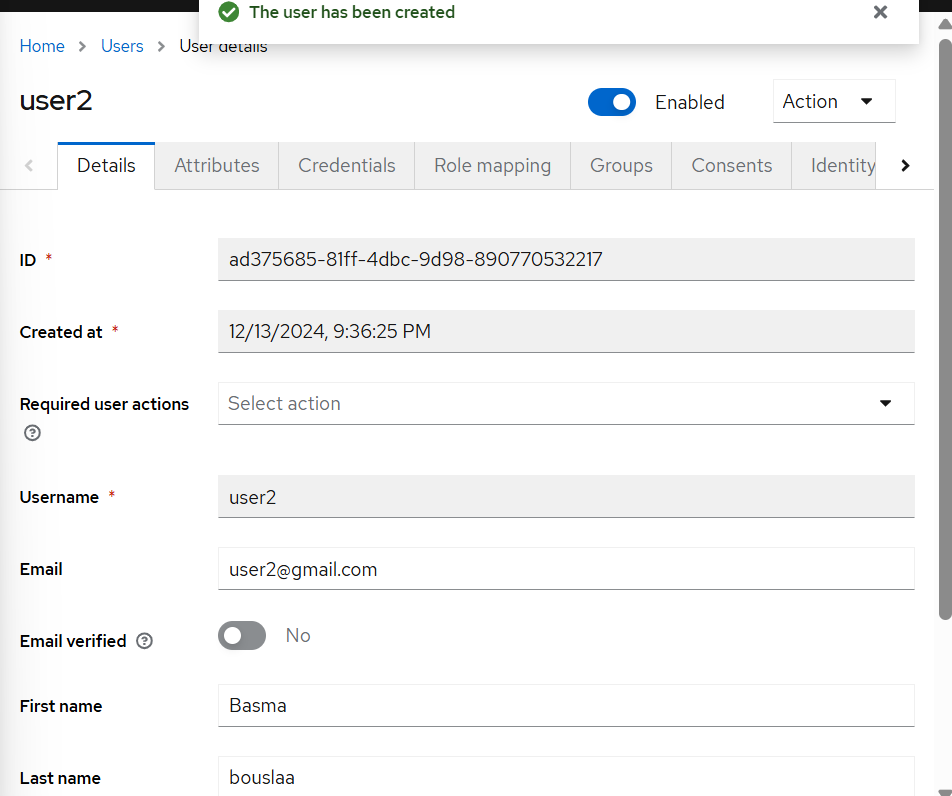 The user has been created
Home > Users > User details
user2
Enabled
Action
Details Attributes Credentials Role mapping Groups Consents Identity
ID * ad375685-81ff-4dbc-9d98-890770532217
Created at * 12/13/2024, 9:36:25 PM
Required user actions Select action
Username * user2
Email user2@gmail.com
Email verified No
First name Basma
Last name bouslaa